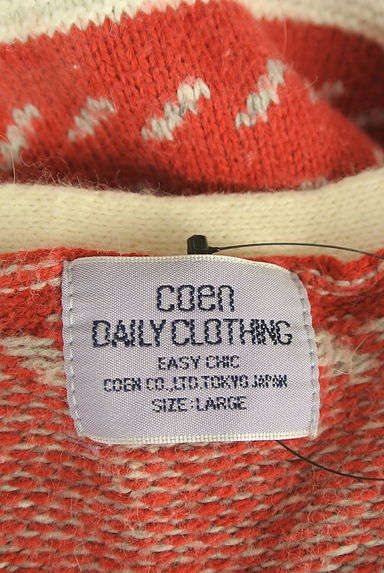 coen
DAILY CLOTHING
EASY CHIC
COEN CO.,LTD.TOKYO.JAPAN
SIZE:LARGE